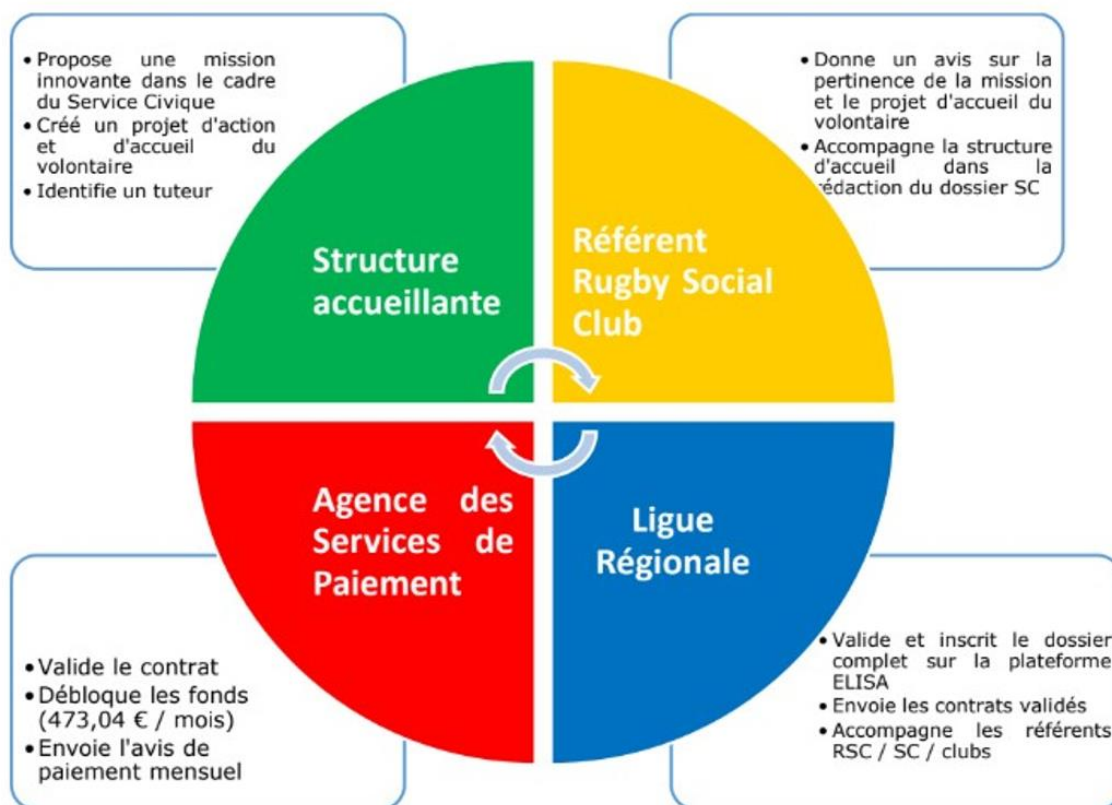 • Propose une mission
innovante dans le cadre
du Service Civique
• Créé un projet d'action
et d'accueil du
volontaire
• Identifie un tuteur
• Donne un avis sur la
pertinence de la mission
et le projet d'accueil du
volontaire
• Accompagne la structure
d'accueil dans la
rédaction du dossier SC
Structure
accueillante
Référent
Rugby Social
Club
Agence des
Services de
Paiement
Ligue
Régionale
• Valide le contrat
• Débloque les fonds
(473,04 € / mois)
• Envoie l'avis de
paiement mensuel
• Valide et inscrit le dossier
complet sur la plateforme
ELISA
• Envoie les contrats validés
• Accompagne les référents
RSC / SC / clubs